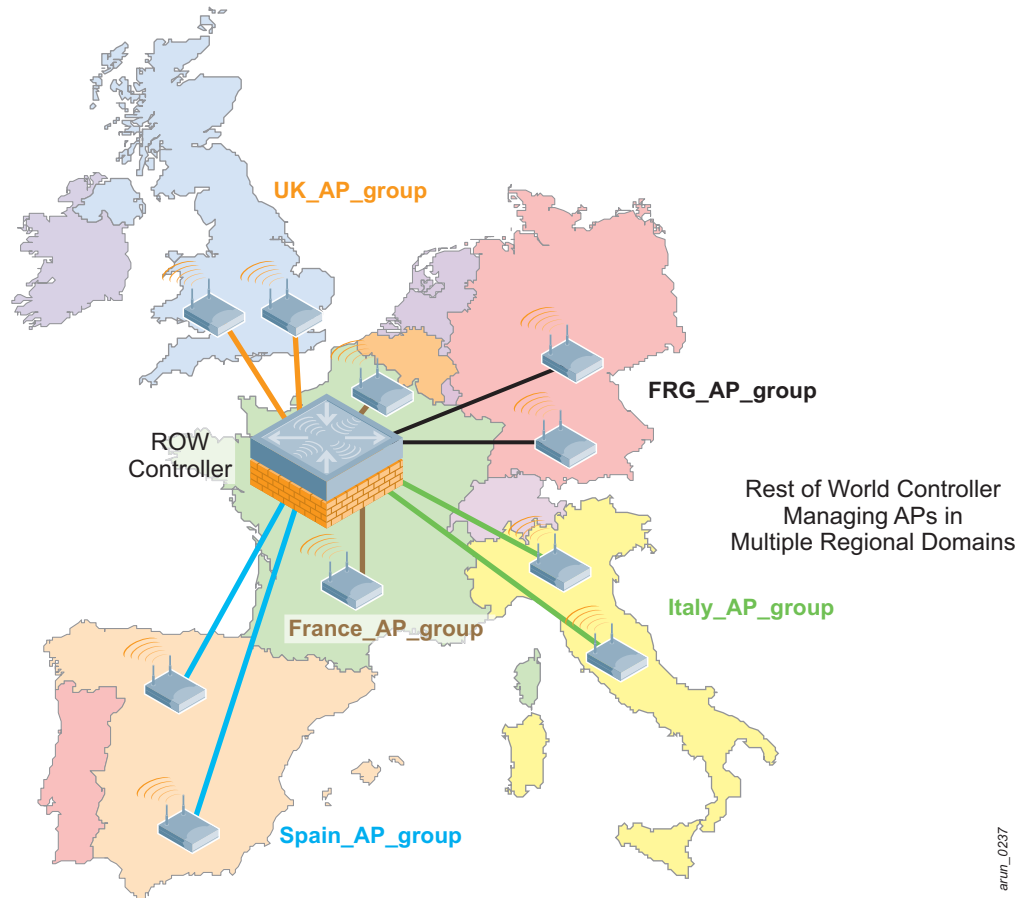 UK_AP_group
FRG_AP_group
ROW
Controller
Rest of World Controller
Managing APs in
Multiple Regional Domains
Italy_AP_group
France_AP_group
Spain_AP_group
arun_0237